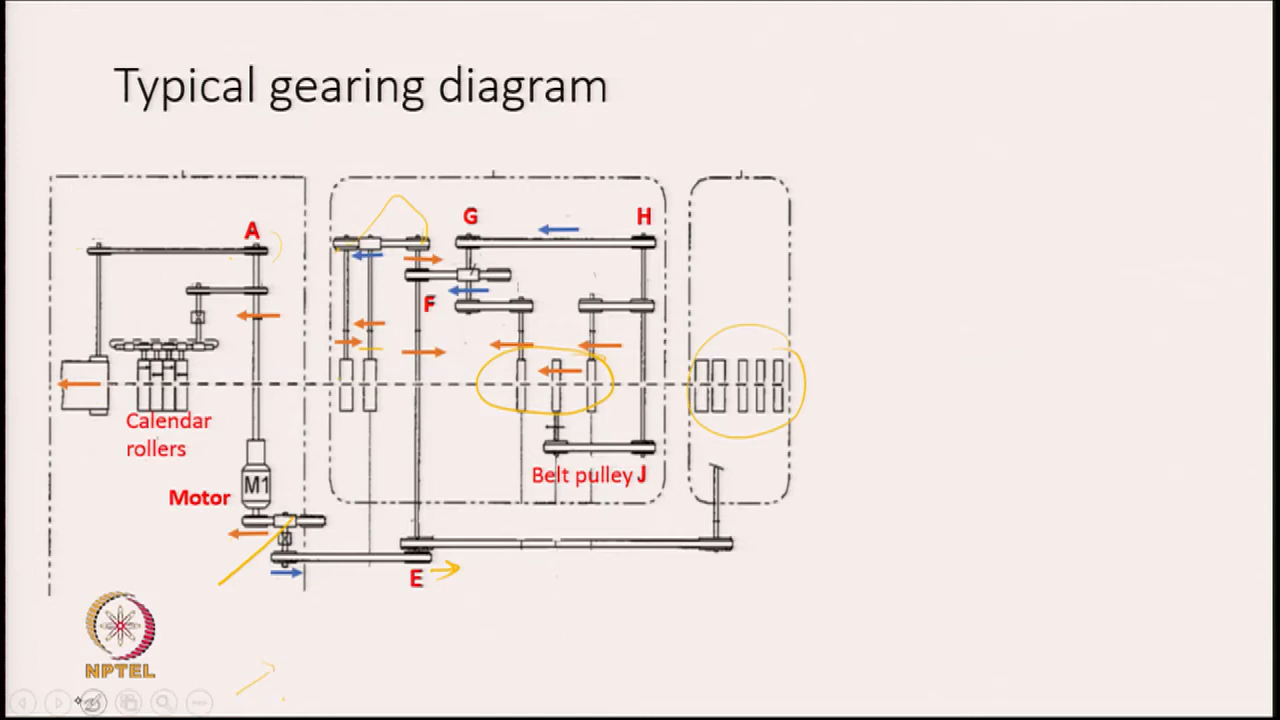 Typical gearing diagram
A
G
H
F
Calendar
rollers
M1
Motor
Belt pulley J
E
NPTEL